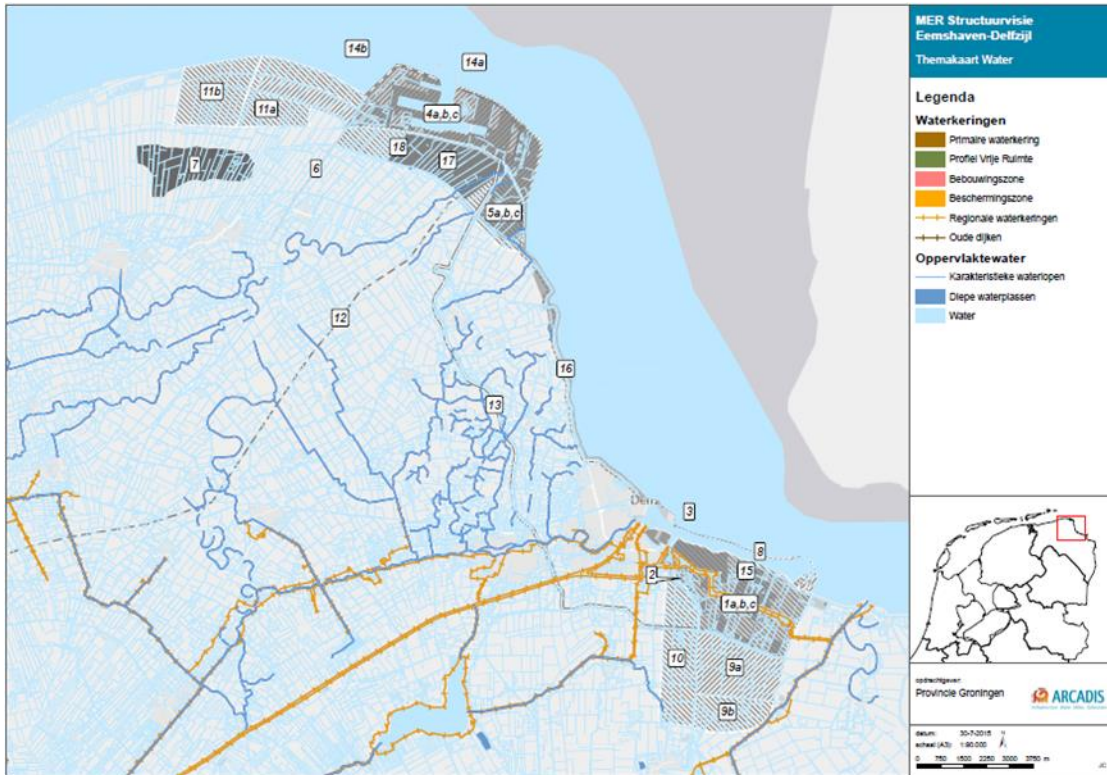 MER Structuurvisie
Eemshaven-Delfzijl
Themakaart Water
Legenda
Waterkeringen
Primaire waterkering
Profiel Vrije Ruimte
Bebouwingszone
Beschermingszone
Regionale waterkeringen
Oude dijken
Oppervlaktewater
Karakteristieke waterlopen
Diepe waterplassen
Water
14b
14a
11b
11a
4a,b,c
18
17
7
6
5a,b,c
12
16
13
3
8
2
15
1a,b,c
10
9a
9b
opdrachtgever:
Provincie Groningen
ARCADIS
datum: 30-7-2015 N
schaal (A3): 1:90.000
0 750 1500 2250 3000 3750 m